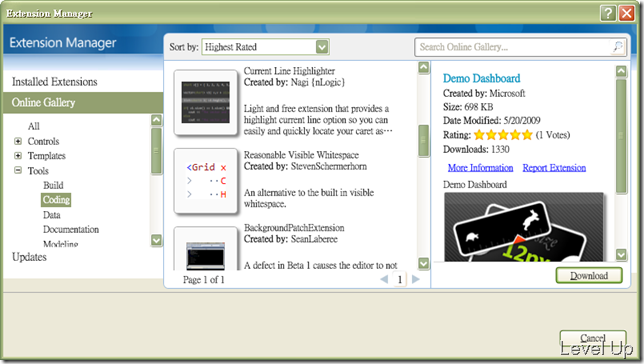 Extension Manager
Extension Manager
Sort by: Highest Rated
Search Online Gallery...
Installed Extensions
Online Gallery
All
Controls
Templates
Tools
Build
Coding
Data
Documentation
Modeling
Updates
Current Line Highlighter
Created by: Nagi {nLogic}
Light and free extension that provides a
highlight current line option so you can
easily and quickly locate your caret as…
<Grid x
> ··C
> ··H
Reasonable Visible Whitespace
Created by: StevenSchermerhorn
An alternative to the built in visible
whitespace.
BackgroundPatchExtension
Created by: SeanLaberee
A defect in Beta 1 causes the editor to not
Page 1 of 1
1
Demo Dashboard
Created by: Microsoft
Size: 698 KB
Date Modified: 5/20/2009
Rating: (1 Votes)
Downloads: 1330
More Information Report Extension
Demo Dashboard
12px
Download
Cancel
Level Up